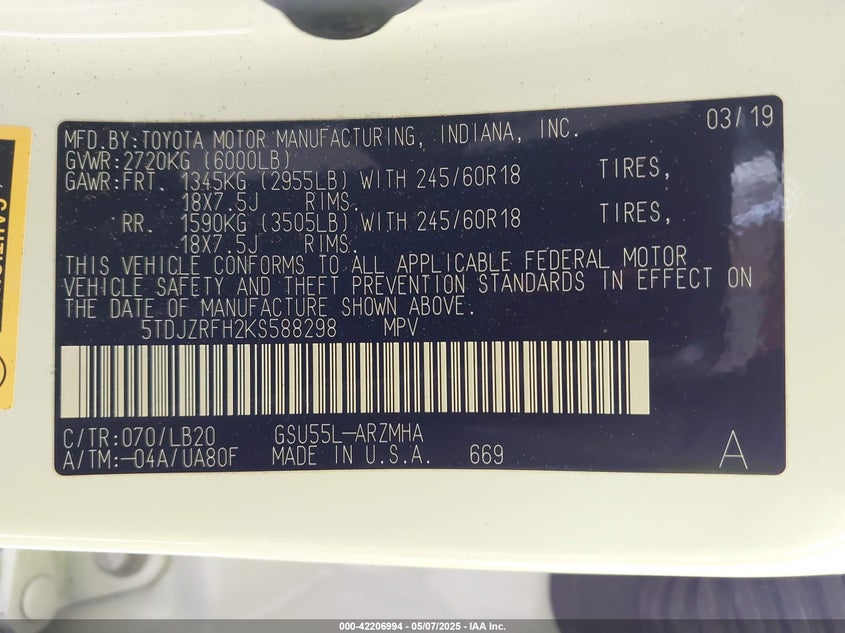 03/19
MFD.BY:TOYOTA MOTOR MANUFACTURING, INDIANA, INC.
GVWR:2720KG (6000LB)
GAWR:FRT. 1345KG (2955LB) WITH 245/60R18 TIRES,
18X7.5J RIMS.
RR. 1590KG (3505LB) WITH 245/60R18 TIRES,
18X7.5J RIMS.
THIS VEHICLE CONFORMS TO ALL APPLICABLE FEDERAL MOTOR
VEHICLE SAFETY AND THEFT PREVENTION STANDARDS IN EFFECT ON
THE DATE OF MANUFACTURE SHOWN ABOVE.
5TDJZRFH2KS588298 MPV
C/TR:070/LB20 GSU55L-ARZMHA
A/TM:-04A/UA80F MADE IN U.S.A. 669 A
000-42206994 — 05/07/2025 — IAA Inc.